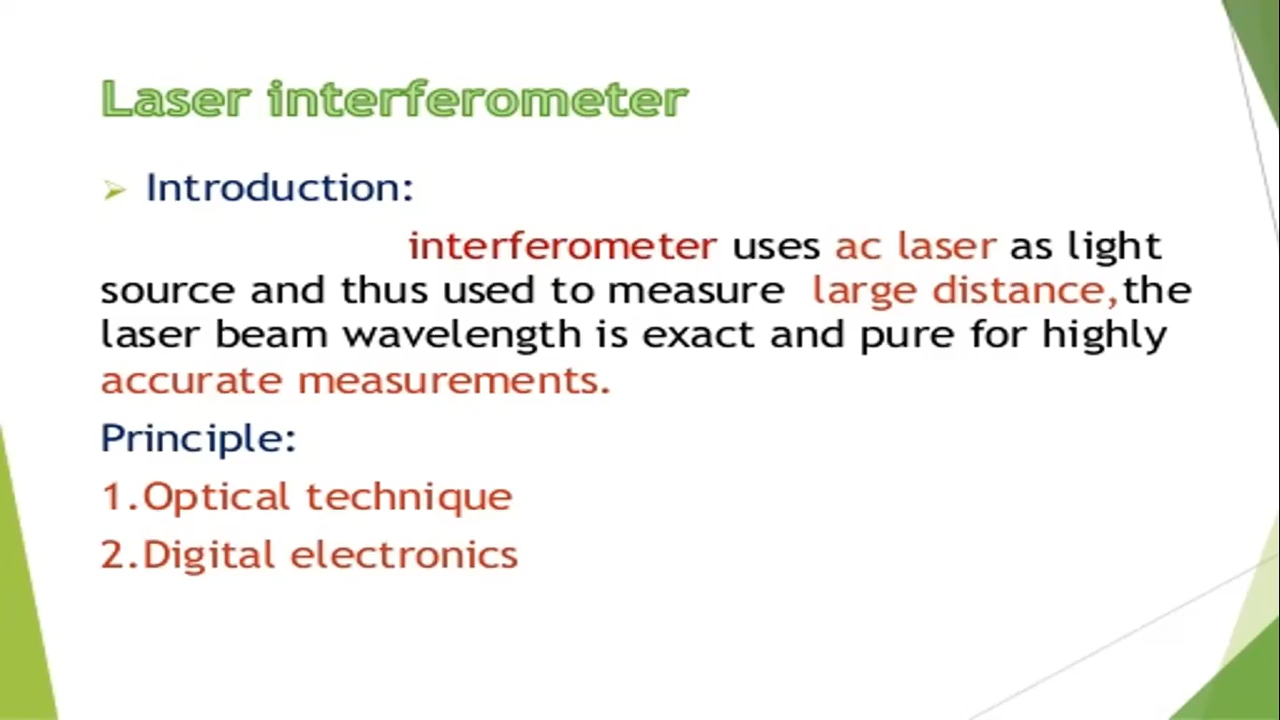 Laser interferometer
Introduction:
interferometer uses ac laser as light
source and thus used to measure large distance,the
laser beam wavelength is exact and pure for highly
accurate measurements.
Principle:
1.Optical technique
2.Digital electronics